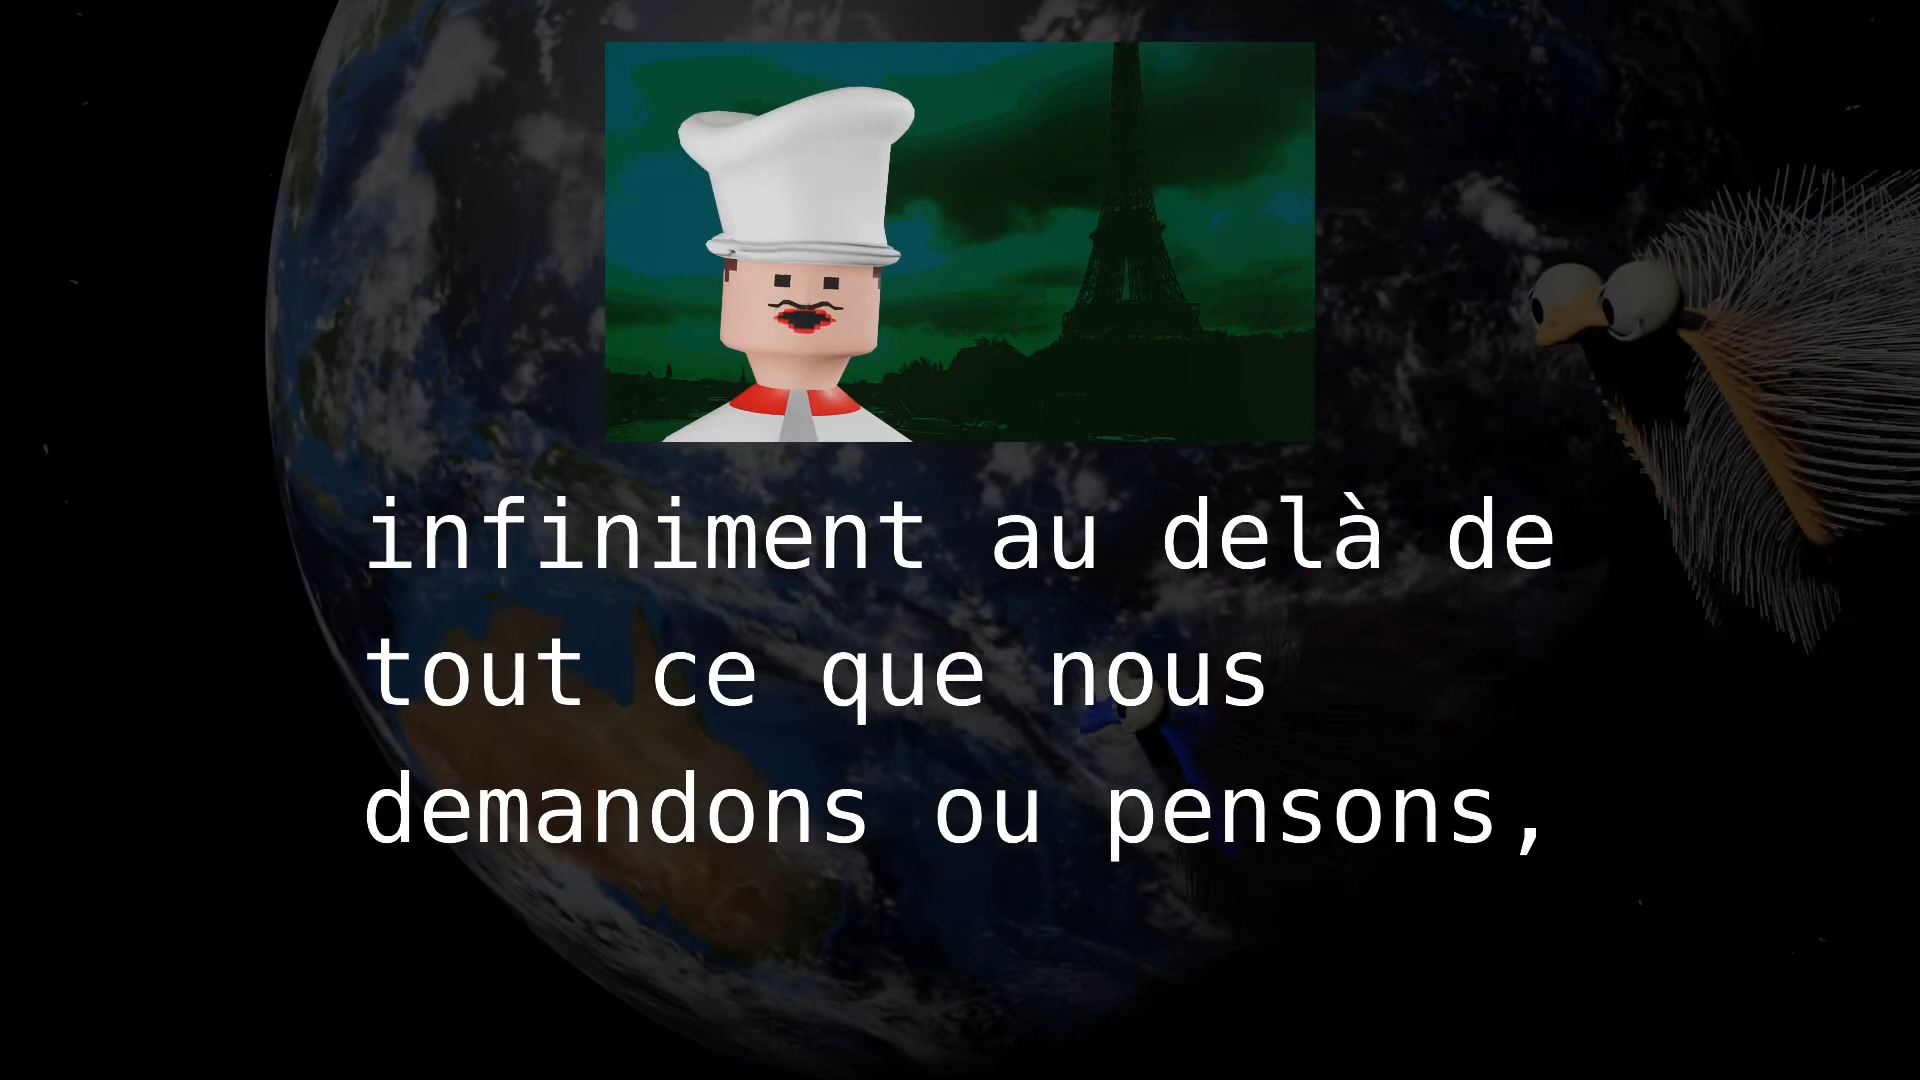 infiniment au delà de
tout ce que nous
demandons ou pensons,